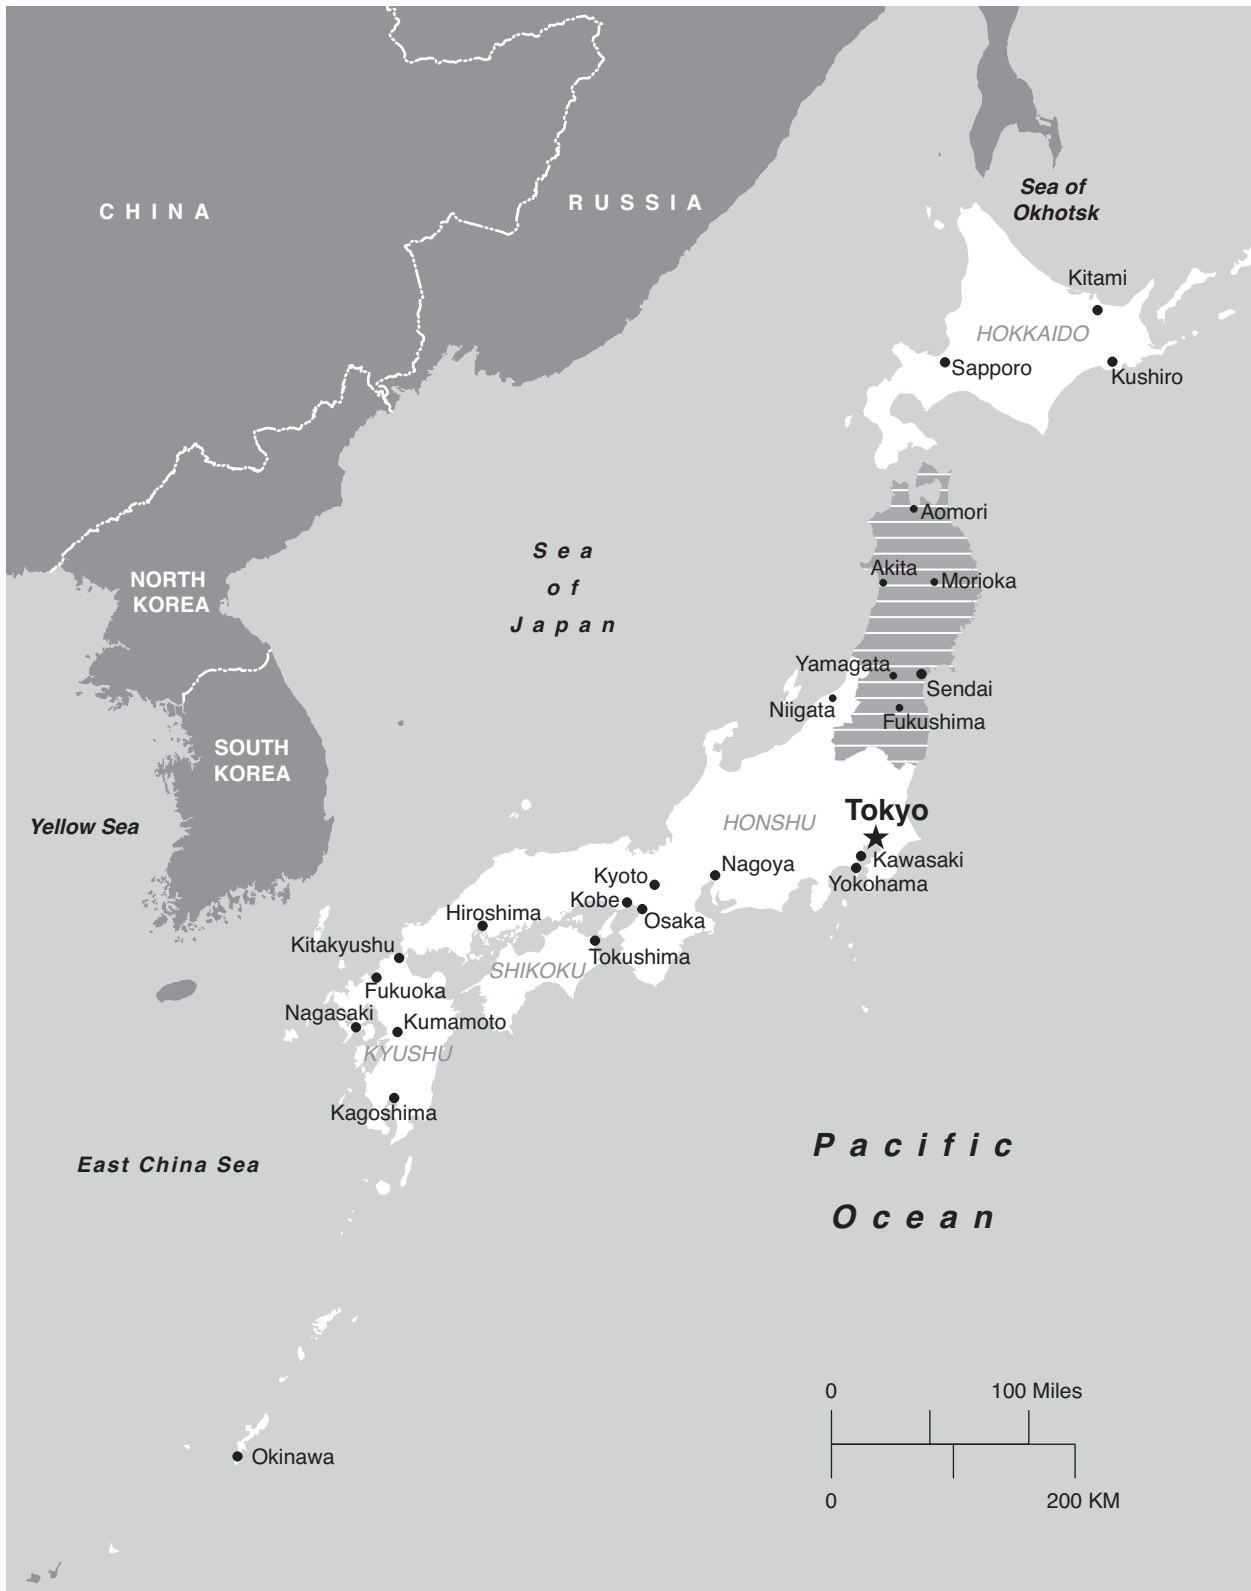 CHINA
RUSSIA
Sea of
Okhotsk
Kitami
HOKKAIDO
Sapporo
Kushiro
Aomori
Sea
of
Japan
Akita
Morioka
NORTH
KOREA
Yamagata
Sendai
Niigata
Fukushima
SOUTH
KOREA
Yellow Sea
Tokyo
HONSHU
Kawasaki
Nagoya
Yokohama
Kyoto
Kobe
Osaka
Hiroshima
Kitakyushu
Tokushima
SHIKOKU
Fukuoka
Nagasaki
Kumamoto
KYUSHU
Kagoshima
Pacific
Ocean
East China Sea
0 100 Miles
Okinawa
0 200 KM